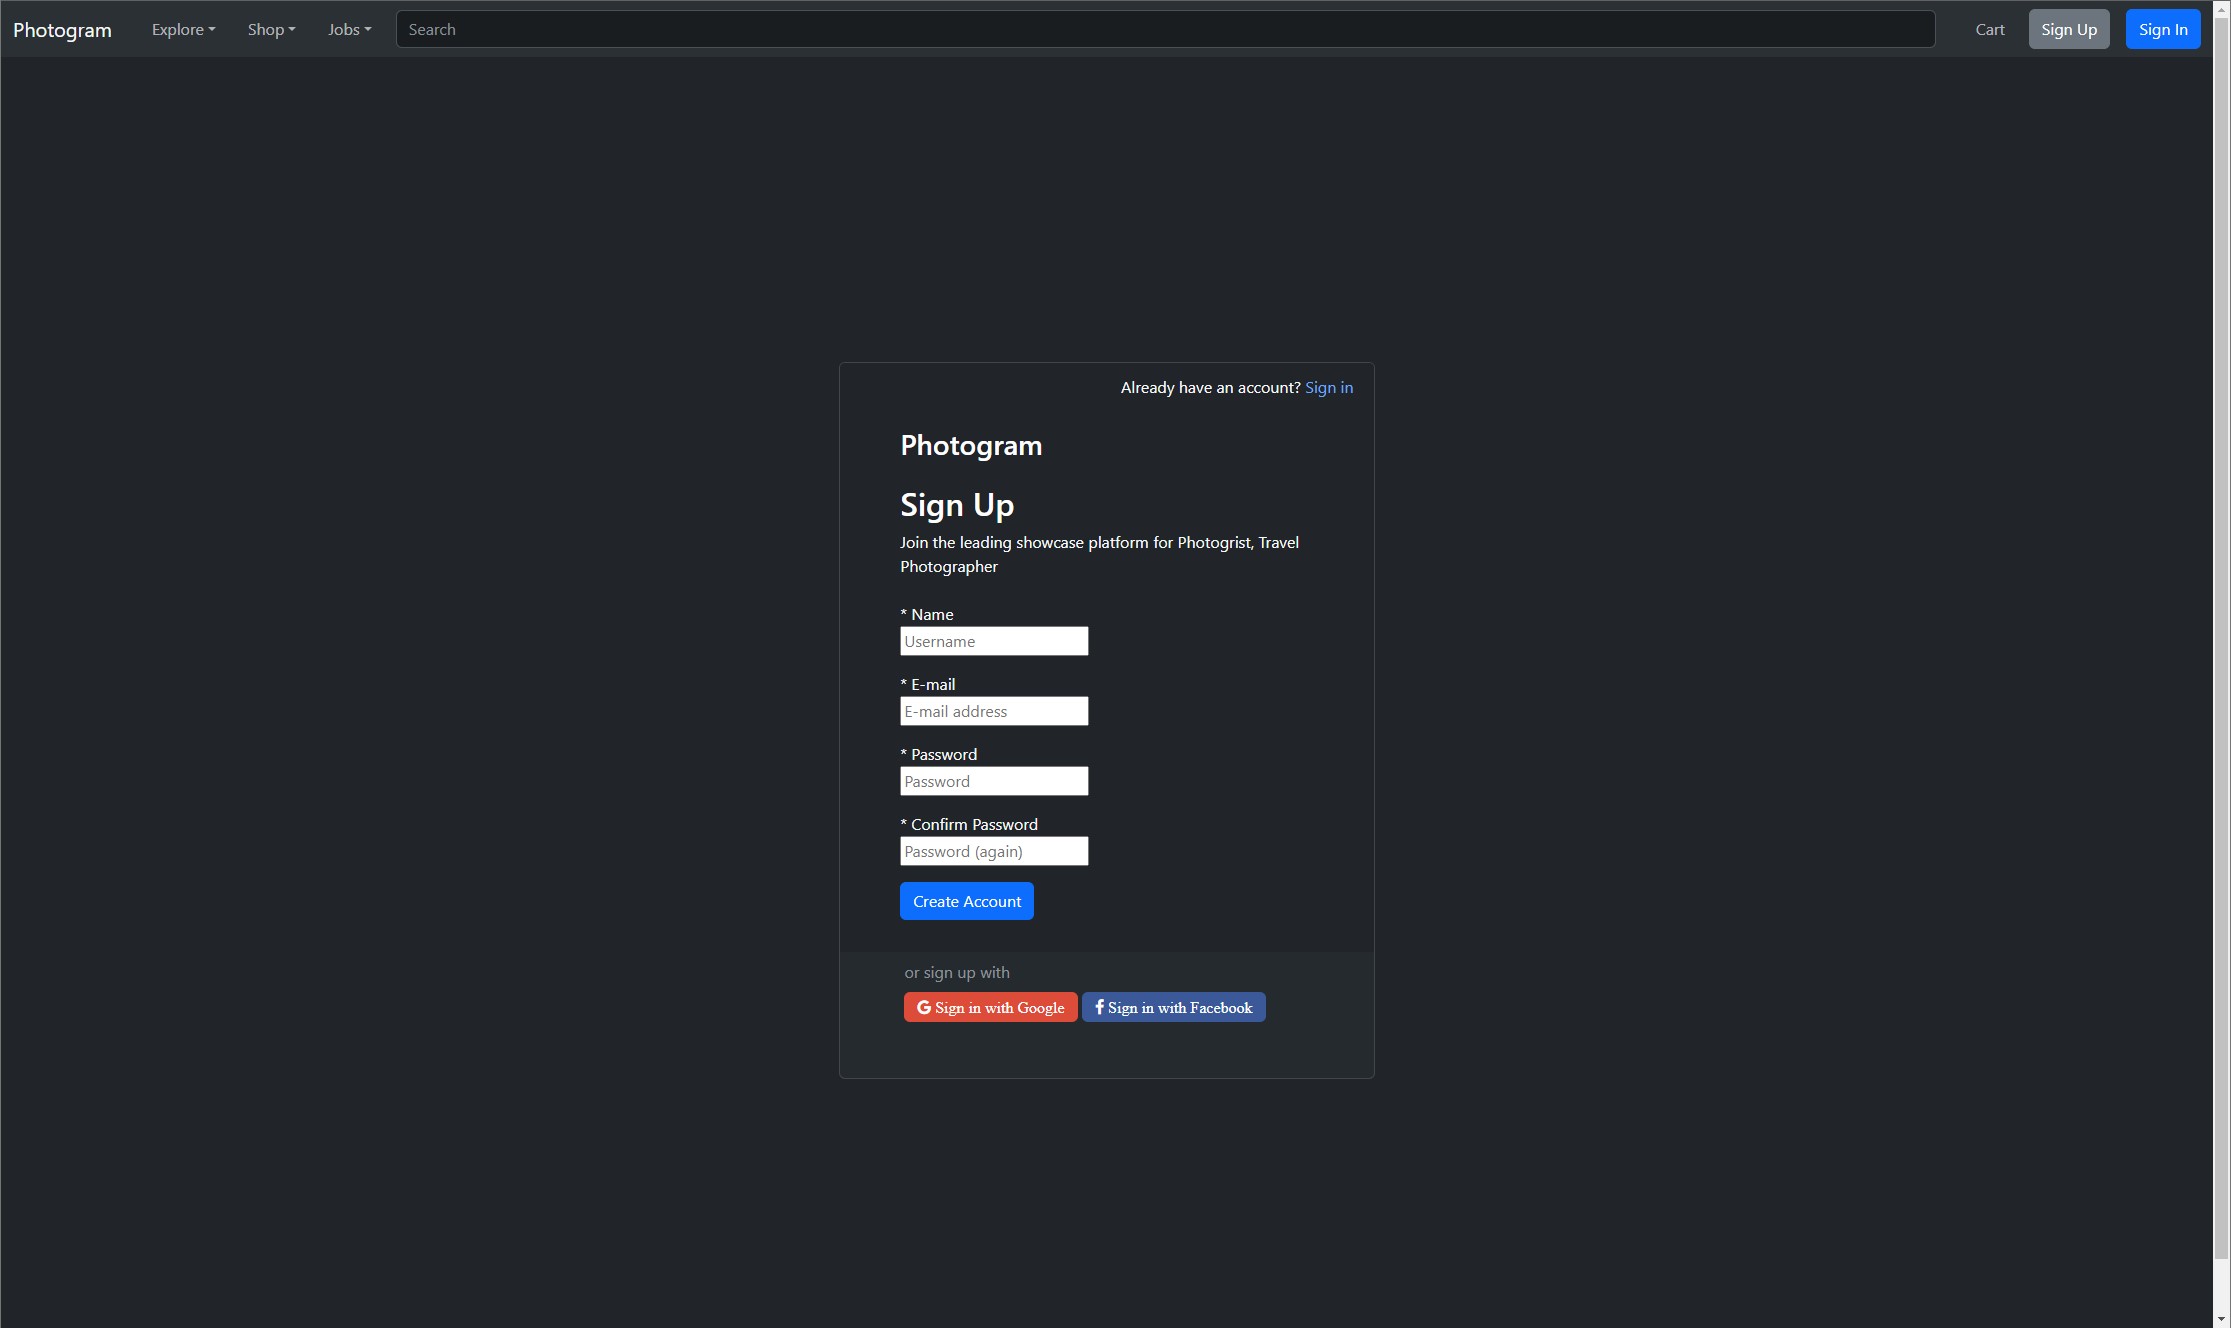 Photogram Explore Shop Jobs Search Cart Sign Up Sign In
Already have an account? Sign in
Photogram
Sign Up
Join the leading showcase platform for Photogrist, Travel
Photographer
* Name
Username
* E-mail
E-mail address
* Password
Password
* Confirm Password
Password (again)
Create Account
or sign up with
Sign in with Google Sign in with Facebook